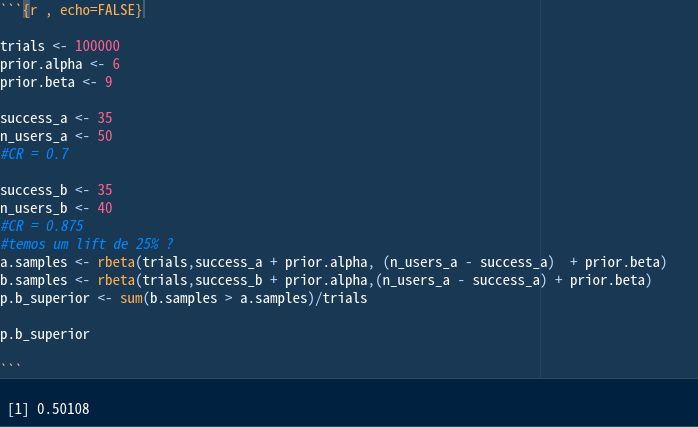 ```{r , echo=FALSE}
trials <- 100000
prior.alpha <- 6
prior.beta <- 9
success_a <- 35
n_users_a <- 50
#CR = 0.7
success_b <- 35
n_users_b <- 40
#CR = 0.875
#temos um lift de 25% ?
a.samples <- rbeta(trials,success_a + prior.alpha, (n_users_a - success_a)  + prior.beta)
b.samples <- rbeta(trials,success_b + prior.alpha,(n_users_a - success_a) + prior.beta)
p.b_superior <- sum(b.samples > a.samples)/trials
p.b_superior
```
[1] 0.50108